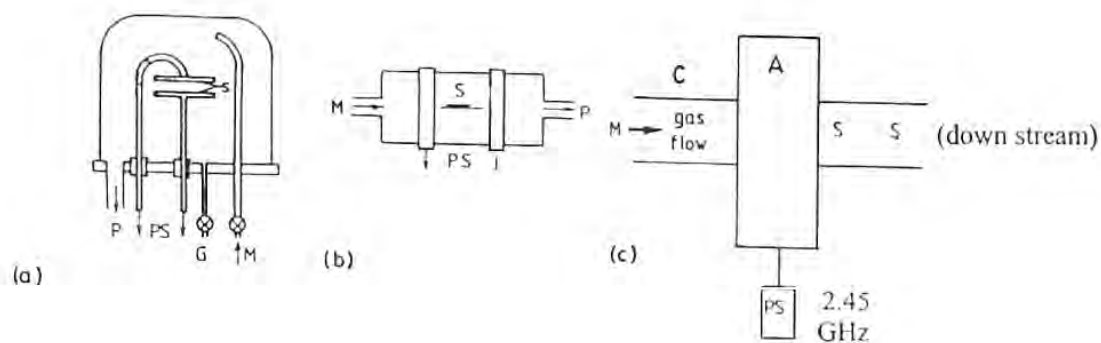 S
P PS
G M
(a)
M S P
PS
(b)
C A
M gas
flow
S S (down stream)
PS 2.45
GHz
(c)